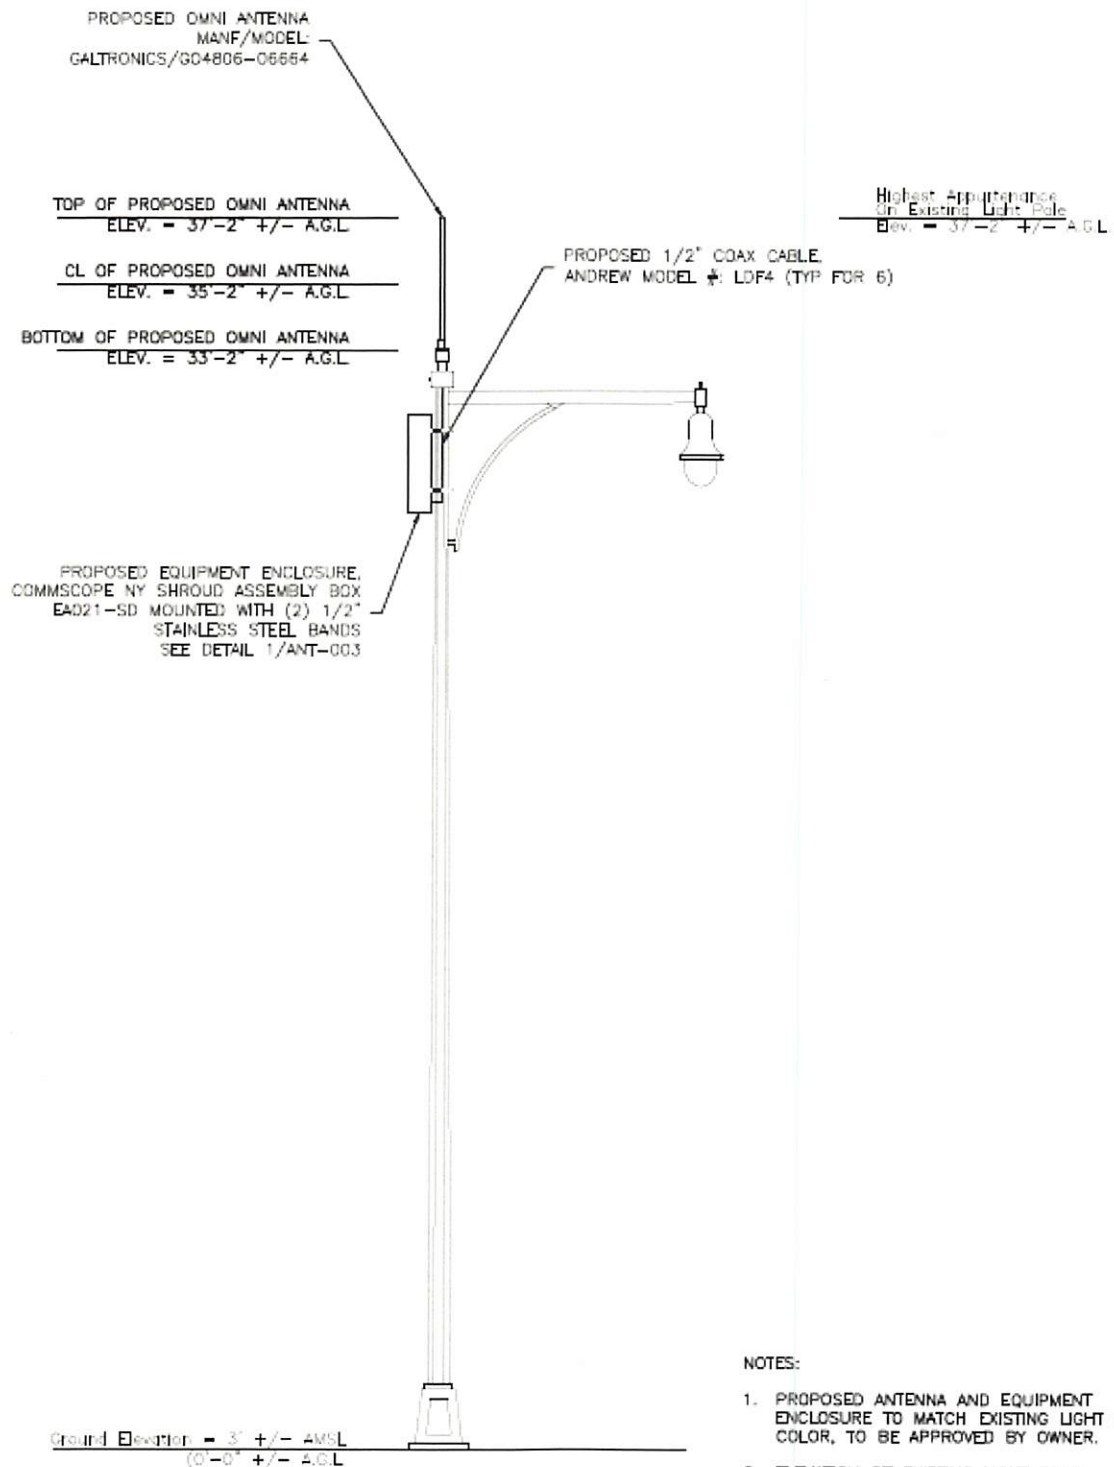 PROPOSED OMNI ANTENNA
MANF/MODEL:
GALTRONICS/GO4806-06664
TOP OF PROPOSED OMNI ANTENNA
ELEV. = 37'-2" +/- A.G.L.
Highest Appurtenance
On Existing Light Pole
Elev. = 37'-2" +/- A.G.L
PROPOSED 1/2" COAX CABLE,
ANDREW MODEL #: LDF4 (TYP FOR 6)
CL OF PROPOSED OMNI ANTENNA
ELEV. = 35'-2" +/- A.G.L.
BOTTOM OF PROPOSED OMNI ANTENNA
ELEV. = 33'-2" +/- A.G.L.
PROPOSED EQUIPMENT ENCLOSURE,
COMMSCOPE NY SHROUD ASSEMBLY BOX
EA021-SD MOUNTED WITH (2) 1/2"
STAINLESS STEEL BANDS
SEE DETAIL 1/ANT-003
NOTES:
1. PROPOSED ANTENNA AND EQUIPMENT
ENCLOSURE TO MATCH EXISTING LIGHT
COLOR, TO BE APPROVED BY OWNER.
Ground Elevation = 3' +/- AMSL
(0'-0" +/- A.G.L